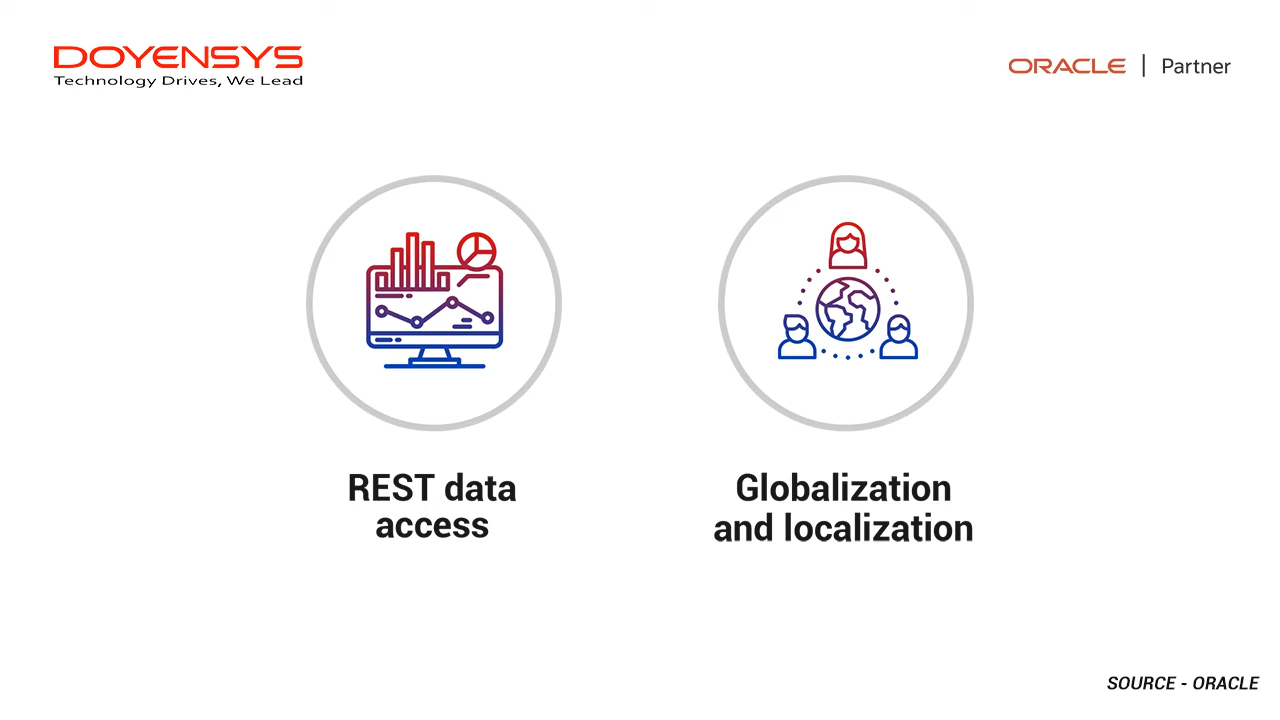 DOYENSYS
Technology Drives, We Lead
ORACLE | Partner
REST data
access
Globalization
and localization
SOURCE - ORACLE